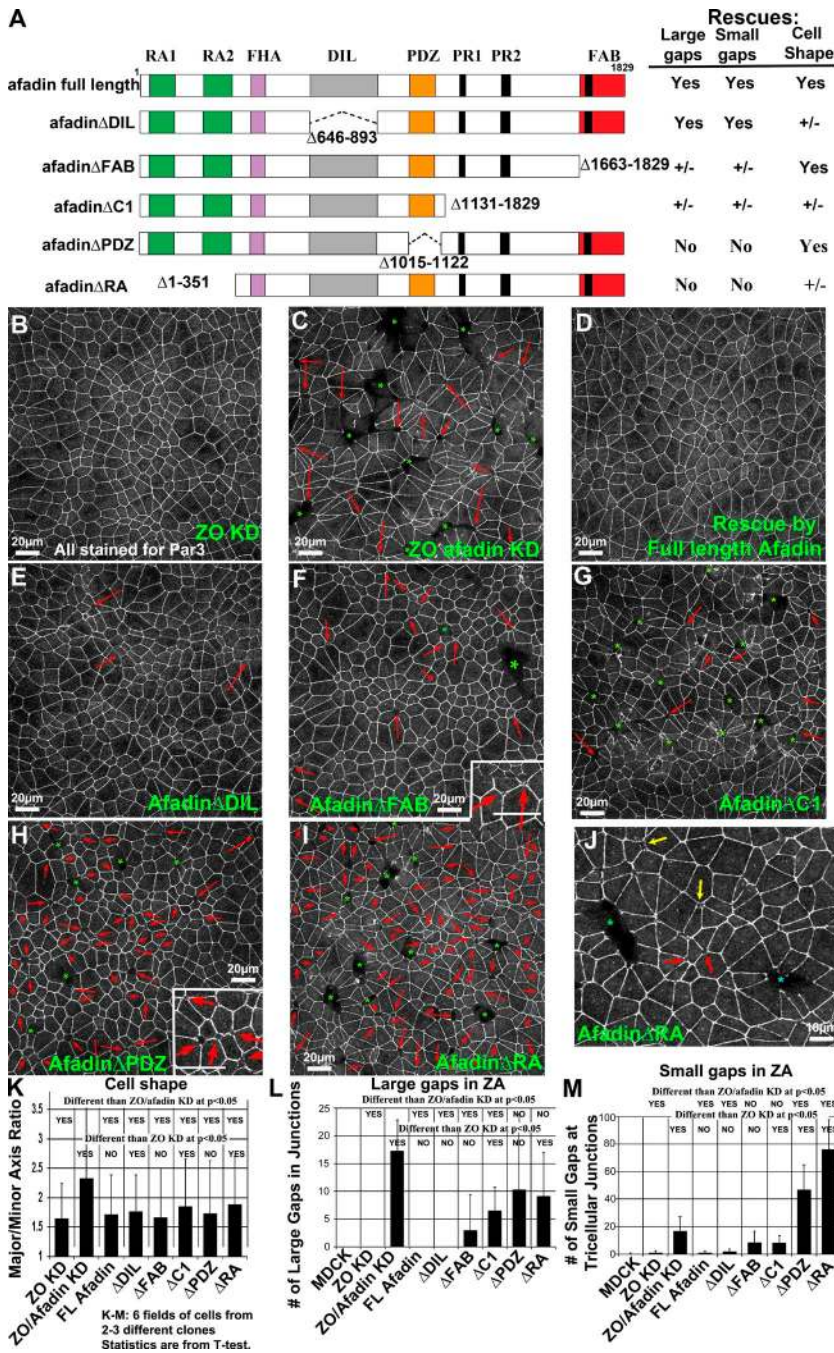 A
Rescues:
RA1 RA2 FHA DIL PDZ PR1 PR2 FAB
Large gaps Small gaps Cell Shape
1 1829
afadin full length Yes Yes Yes
afadinΔDIL Δ646-893 Yes Yes +/-
afadinΔFAB Δ1663-1829 +/- +/- Yes
afadinΔC1 Δ1131-1829 +/- +/- +/-
afadinΔPDZ Δ1015-1122 No No Yes
afadinΔRA Δ1-351 No No +/-
B
20µm
All stained for Par3
ZO KD
C
20µm
ZO afadin KD
D
20µm
Rescue by
Full length Afadin
E
20µm
AfadinΔDIL
F
AfadinΔFAB
20µm
G
20µm
AfadinΔC1
H
20µm
AfadinΔPDZ
I
20µm
AfadinΔRA
J
AfadinΔRA
10µm
K
Cell shape
Different than ZO/afadin KD at p<0.05
YES YES YES YES YES YES YES
Different than ZO KD at p<0.05
YES NO YES NO YES NO YES
Major/Minor Axis Ratio
3.5
3
2.5
2
1.5
1
ZO KD
ZO/Afadin KD
FL Afadin
ΔDIL
ΔFAB
ΔC1
ΔPDZ
ΔRA
K-M: 6 fields of cells from
2-3 different clones
Statistics are from T-test.
L
Large gaps in ZA
Different than ZO/afadin KD at p<0.05
YES YES YES YES YES NO NO
Different than ZO KD at p<0.05
YES NO NO NO YES YES YES
# of Large Gaps in Junctions
25
20
15
10
5
0
MDCK
ZO KD
ZO/Afadin KD
FL Afadin
ΔDIL
ΔFAB
ΔC1
ΔPDZ
ΔRA
M
Small gaps in ZA
Different than ZO/afadin KD at p<0.05
YES YES YES NO NO YES YES
Different than ZO KD at p<0.05
YES NO NO NO YES YES YES
# of Small Gaps at
Tricellular Junctions
100
80
60
40
20
0
MDCK
ZO KD
ZO/Afadin KD
FL Afadin
ΔDIL
ΔFAB
ΔC1
ΔPDZ
ΔRA